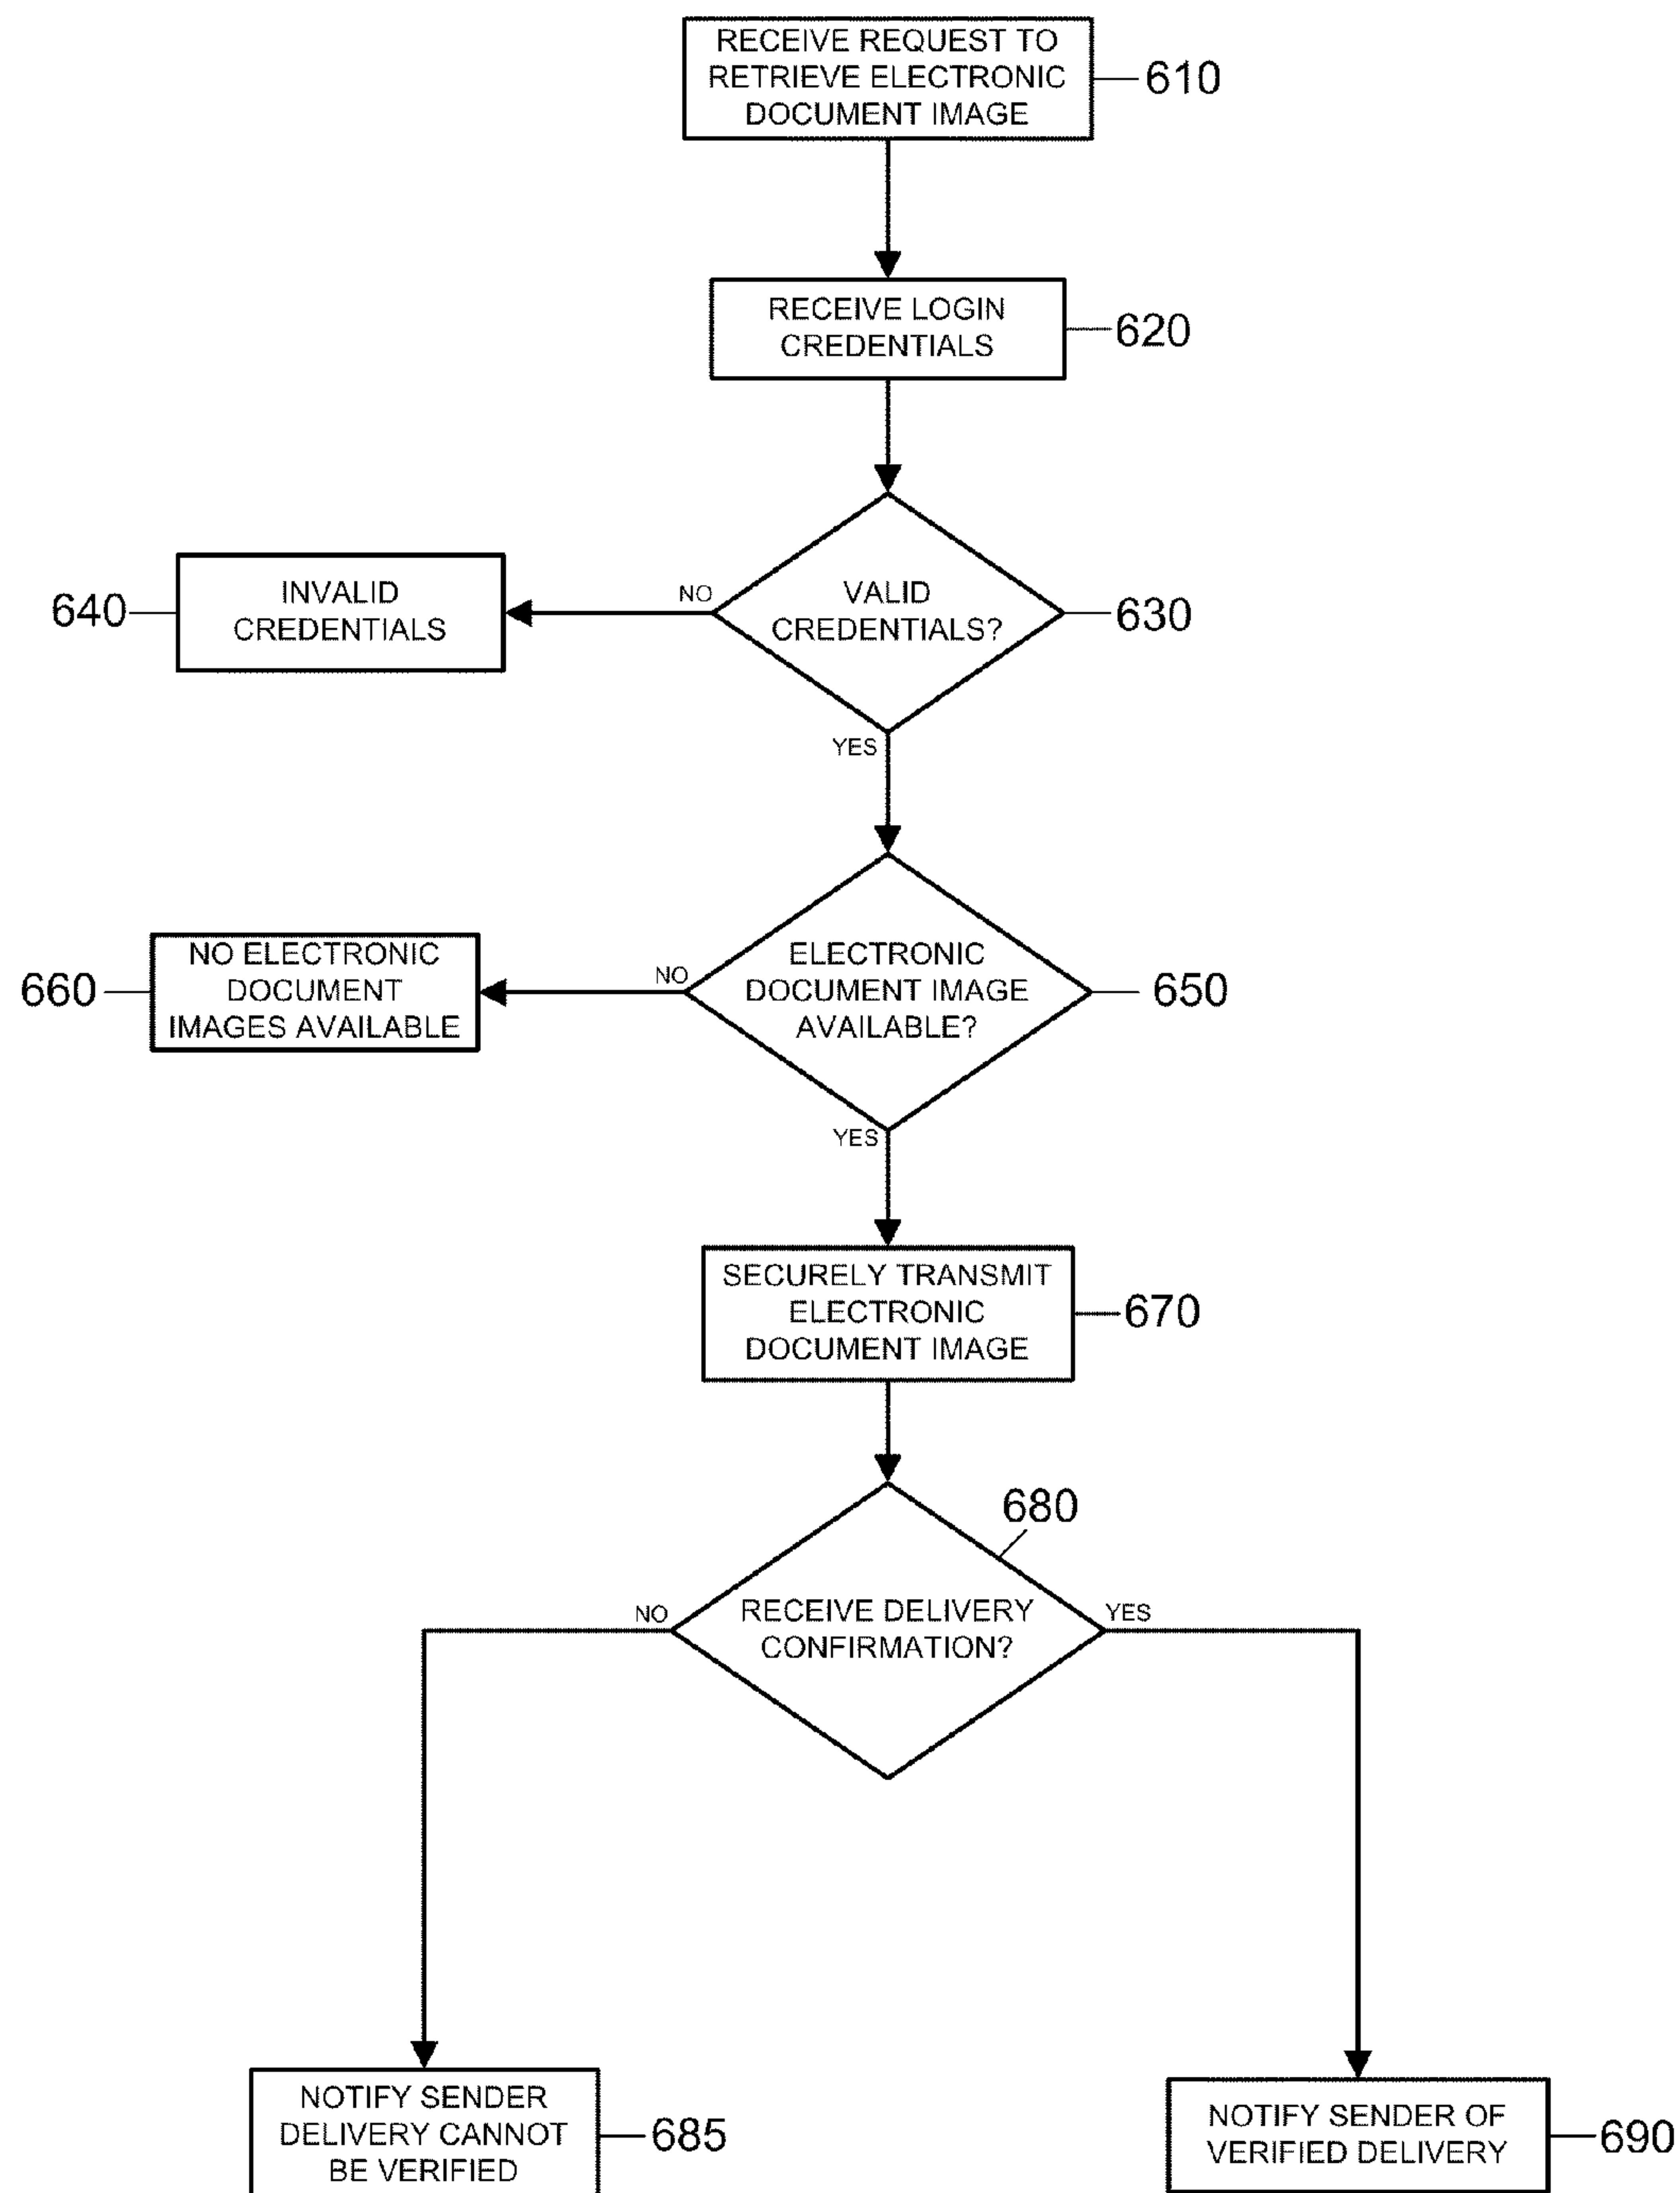 RECEIVE REQUEST TO
RETRIEVE ELECTRONIC
DOCUMENT IMAGE
610
RECEIVE LOGIN
CREDENTIALS
620
VALID
CREDENTIALS?
630
NO
INVALID
CREDENTIALS
640
YES
ELECTRONIC
DOCUMENT IMAGE
AVAILABLE?
650
NO
NO ELECTRONIC
DOCUMENT
IMAGES AVAILABLE
660
YES
SECURELY TRANSMIT
ELECTRONIC
DOCUMENT IMAGE
670
680
RECEIVE DELIVERY
CONFIRMATION?
NO
YES
NOTIFY SENDER
DELIVERY CANNOT
BE VERIFIED
685
NOTIFY SENDER OF
VERIFIED DELIVERY
690